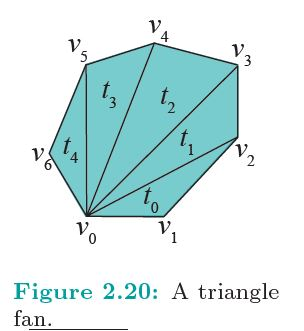 v4
v5
v3
t3
t2
t1
v6
t4
v2
t0
v0
v1
Figure 2.20: A triangle
fan.